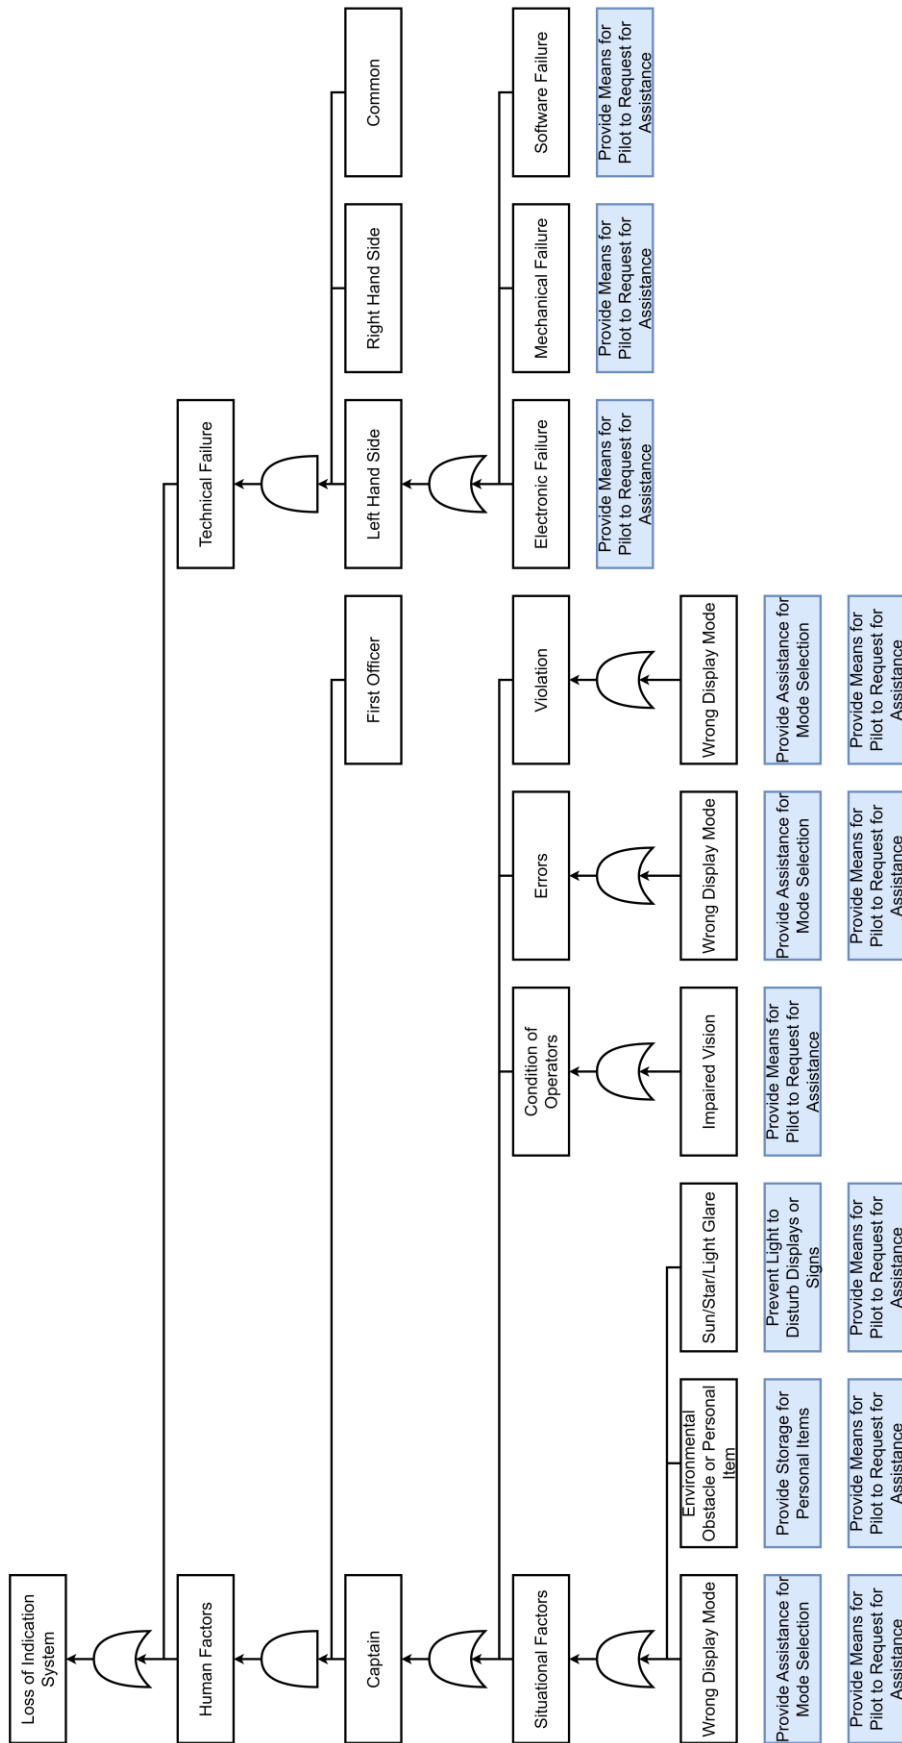 Loss of Indication
System
Human Factors
Technical Failure
Captain
First Officer
Left Hand Side
Right Hand Side
Common
Situational Factors
Condition of
Operators
Errors
Violation
Electronic Failure
Mechanical Failure
Software Failure
Wrong Display Mode
Environmental
Obstacle or Personal
Item
Sun/Star/Light Glare
Impaired Vision
Wrong Display Mode
Wrong Display Mode
Provide Means for
Pilot to Request for
Assistance
Provide Means for
Pilot to Request for
Assistance
Provide Means for
Pilot to Request for
Assistance
Provide Assistance for
Mode Selection
Provide Storage for
Personal Items
Prevent Light to
Disturb Displays or
Signs
Provide Means for
Pilot to Request for
Assistance
Provide Assistance for
Mode Selection
Provide Assistance for
Mode Selection
Provide Means for
Pilot to Request for
Assistance
Provide Means for
Pilot to Request for
Assistance
Provide Means for
Pilot to Request for
Assistance
Provide Means for
Pilot to Request for
Assistance
Provide Means for
Pilot to Request for
Assistance